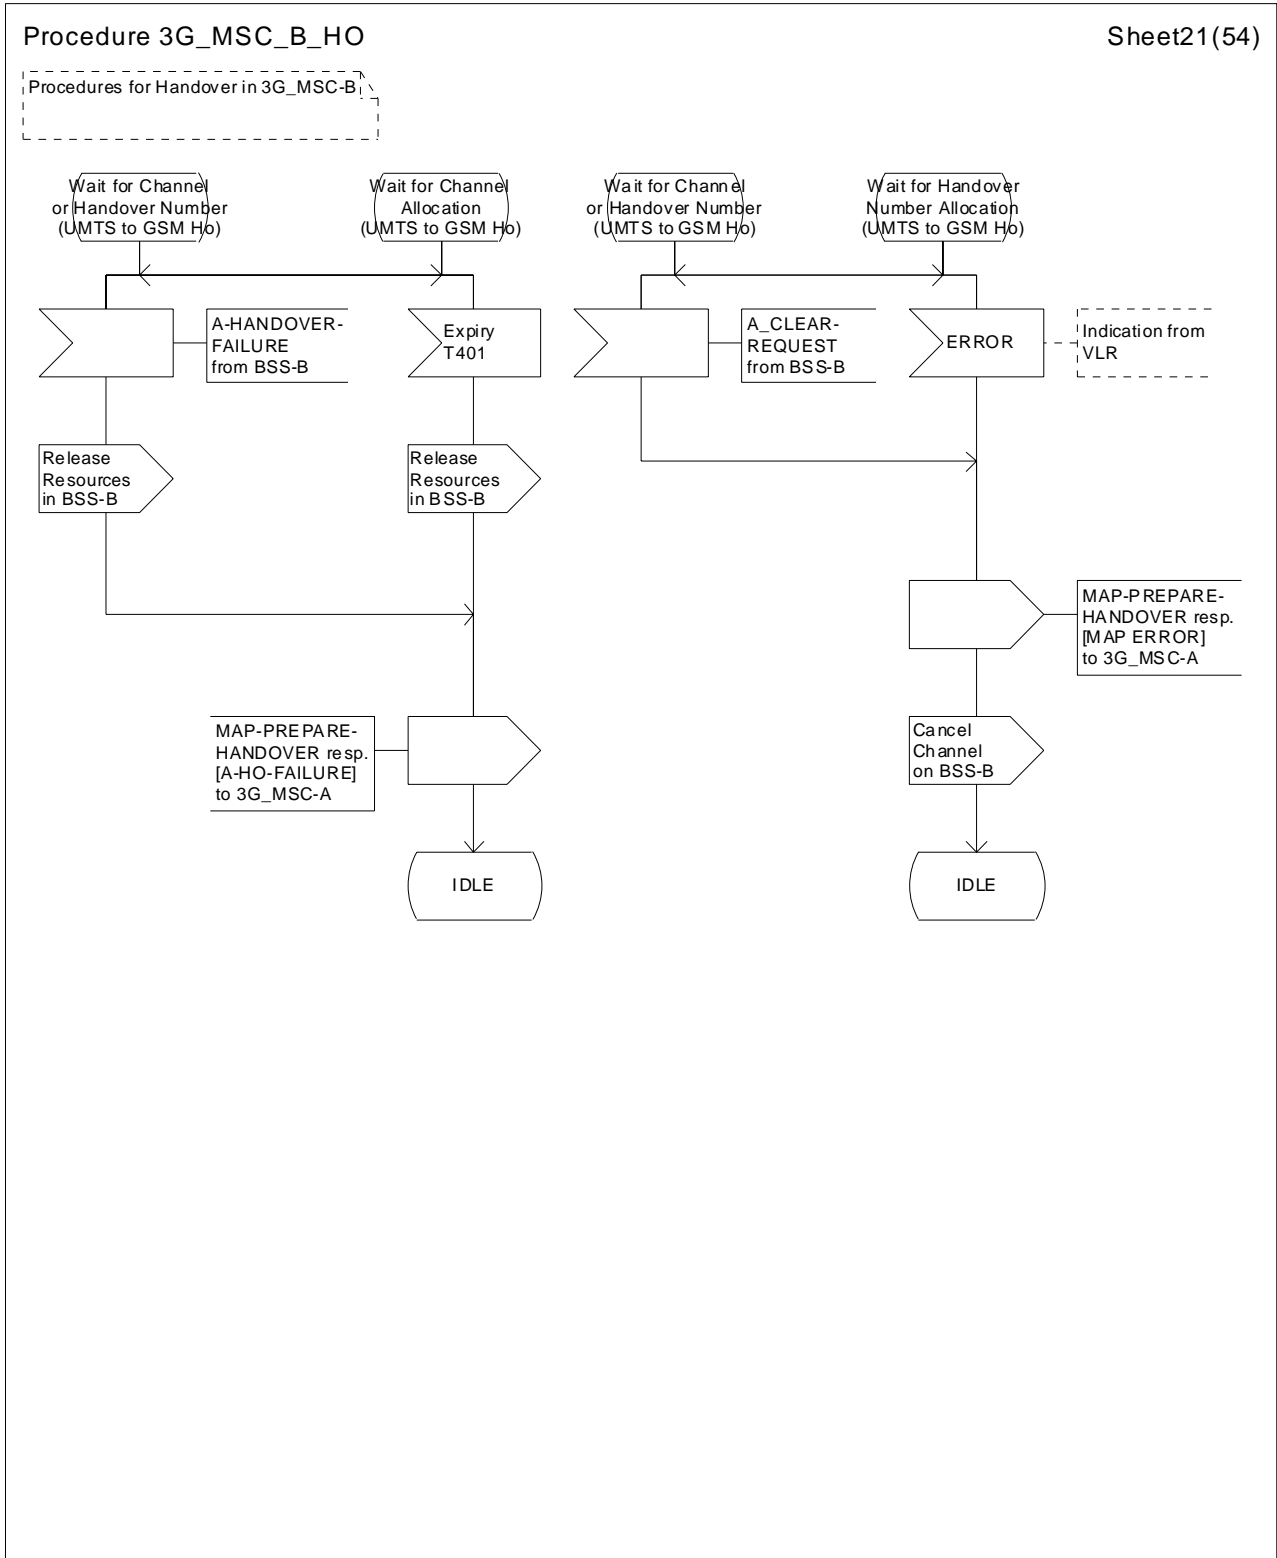 Procedure 3G_MSC_B_HO
Sheet21(54)
Procedures for Handover in 3G_MSC-B
Wait for Channel
or Handover Number
(UMTS to GSM Ho)
Wait for Channel
Allocation
(UMTS to GSM Ho)
Wait for Channel
or Handover Number
(UMTS to GSM Ho)
Wait for Handover
Number Allocation
(UMTS to GSM Ho)
A-HANDOVER-
FAILURE
from BSS-B
Expiry
T401
A_CLEAR-
REQUEST
from BSS-B
ERROR
Indication from
VLR
Release
Resources
in BSS-B
Release
Resources
in BSS-B
MAP-PREPARE-
HANDOVER resp.
[MAP ERROR]
to 3G_MSC-A
MAP-PREPARE-
HANDOVER resp.
[A-HO-FAILURE]
to 3G_MSC-A
Cancel
Channel
on BSS-B
IDLE
IDLE